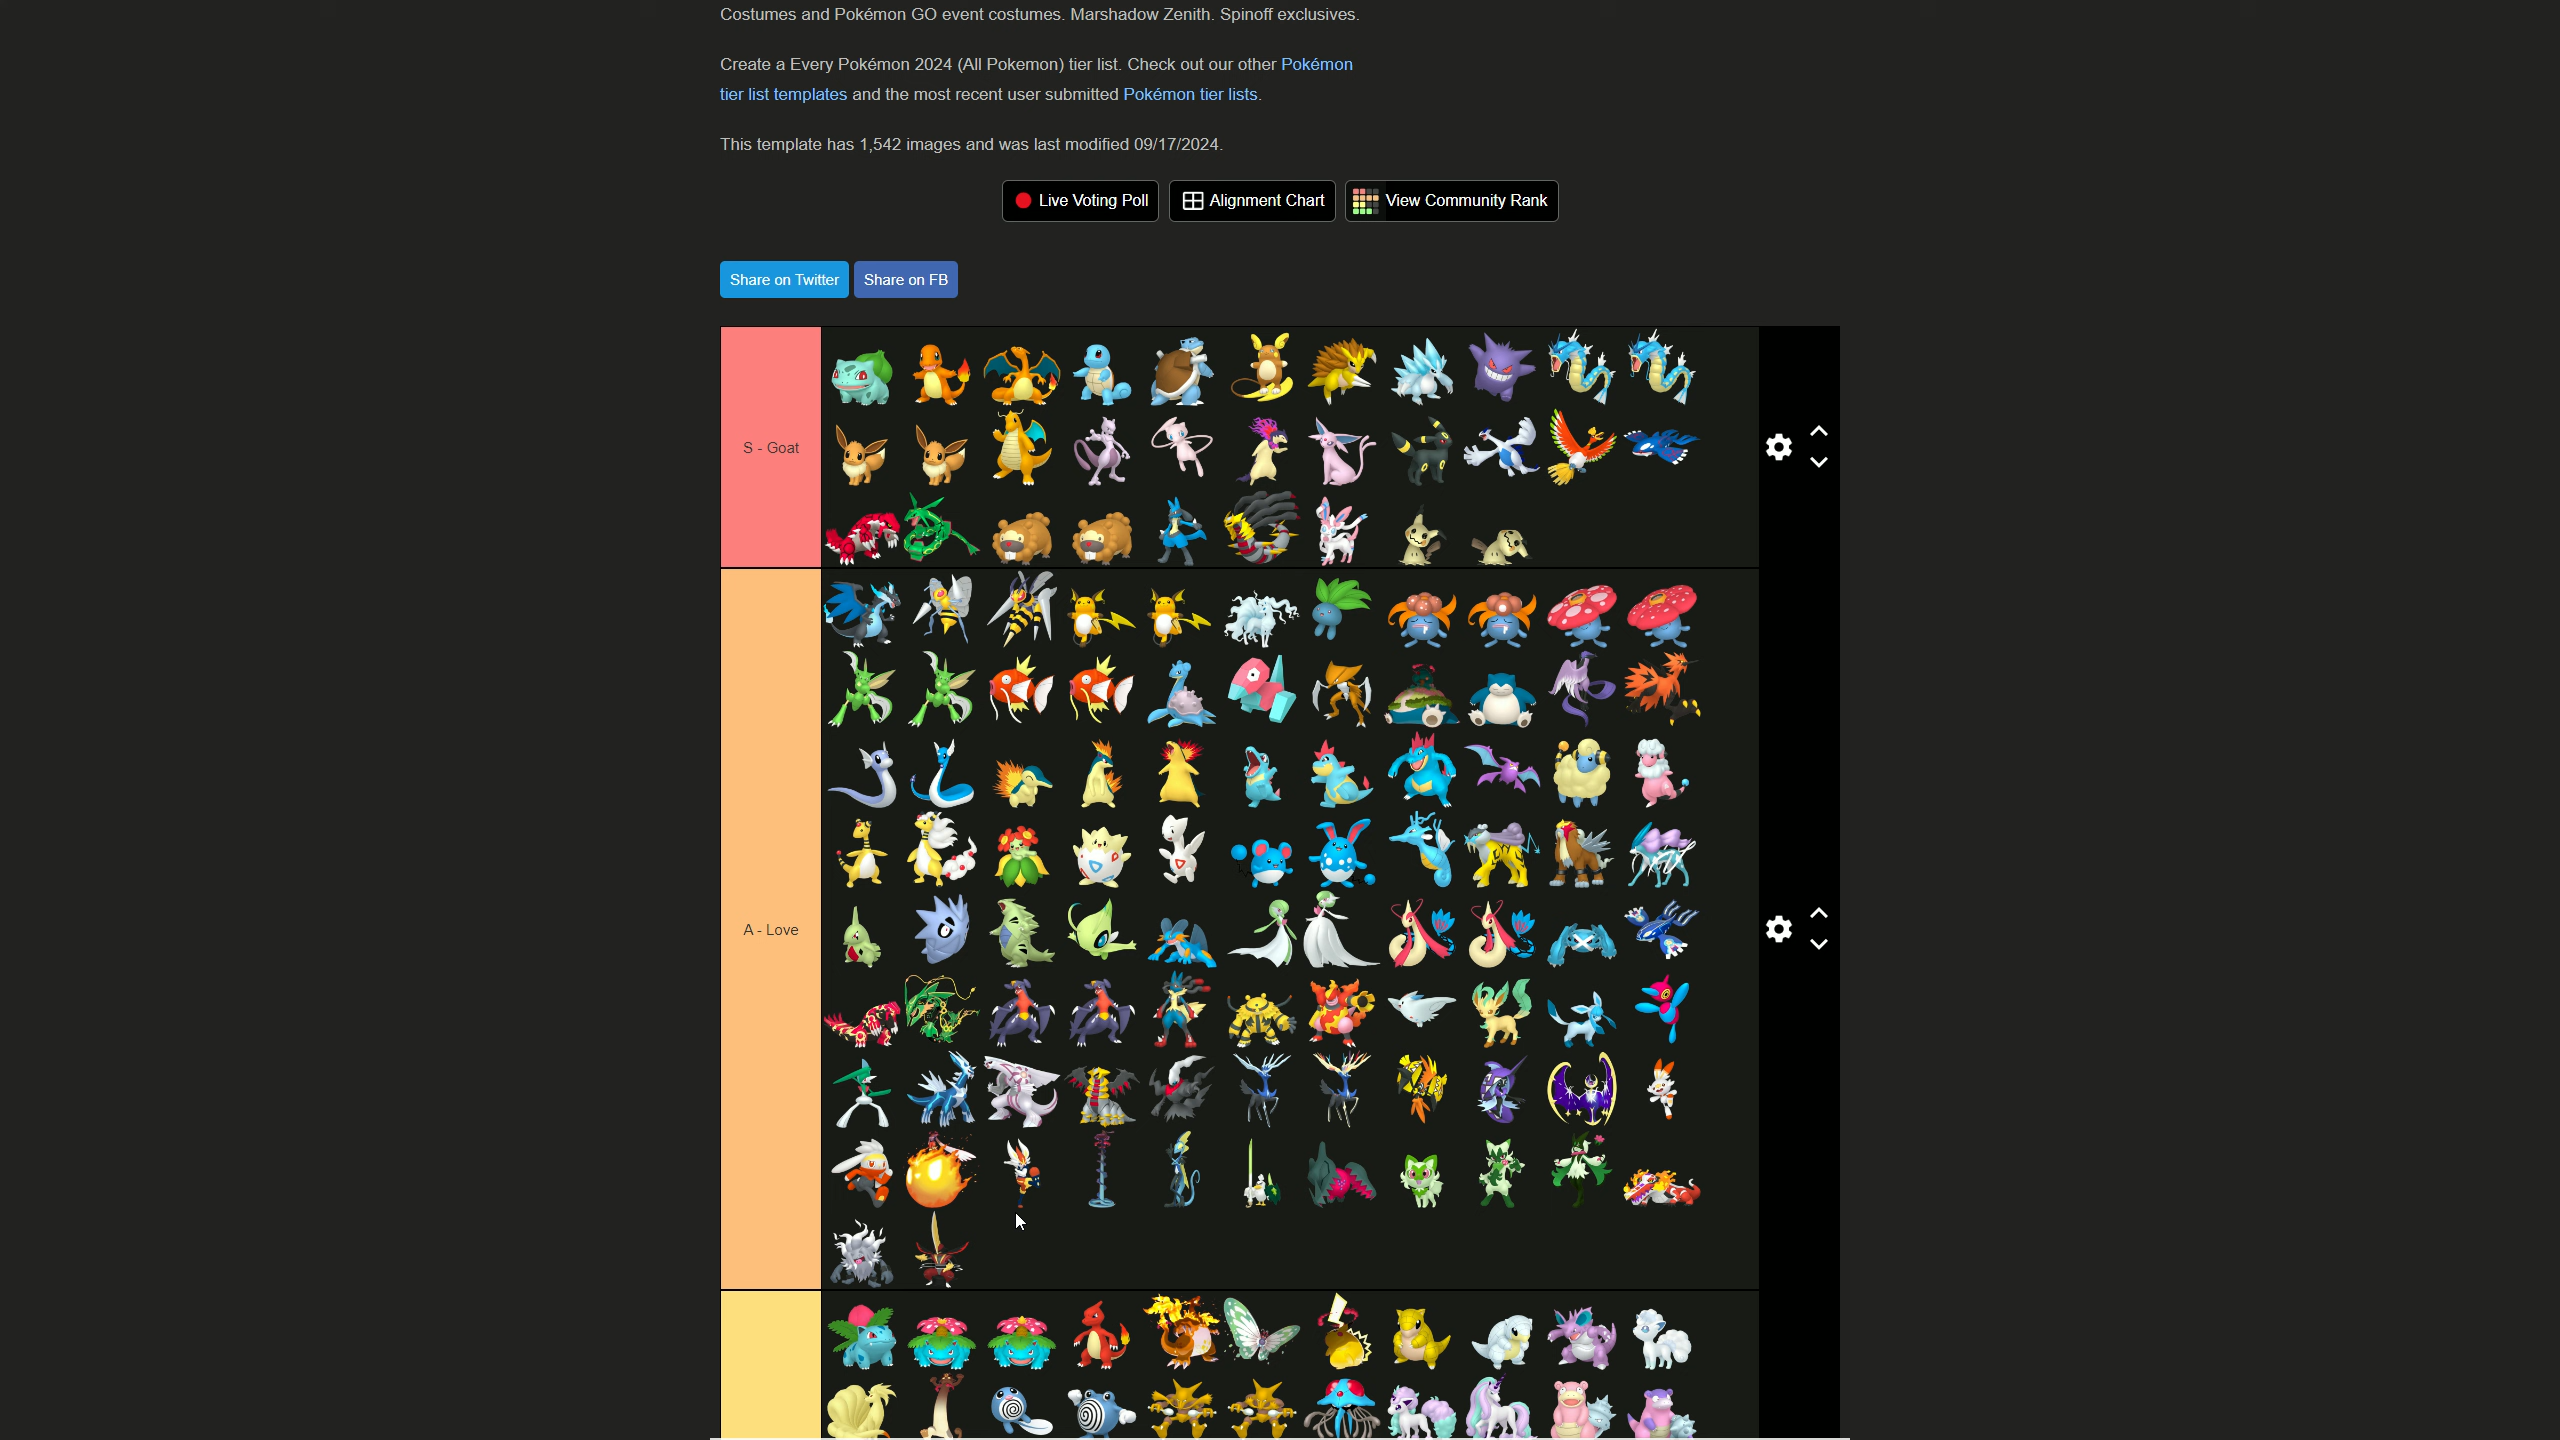 Costumes and Pokémon GO event costumes. Marshadow Zenith. Spinoff exclusives.
Create a Every Pokémon 2024 (All Pokemon) tier list. Check out our other Pokémon
tier list templates and the most recent user submitted Pokémon tier lists.
This template has 1,542 images and was last modified 09/17/2024.
Live Voting Poll
Alignment Chart
View Community Rank
Share on Twitter
Share on FB
S - Goat
A - Love